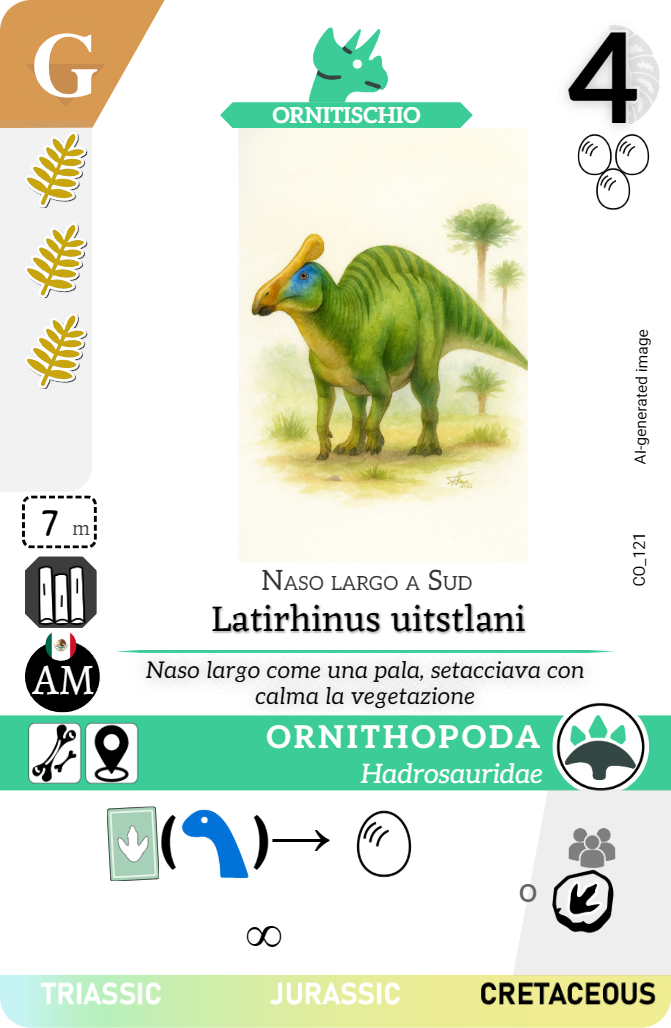 G
4
ORNITISCHIO
AI-generated image
CO_121
7 m
AM
Naso largo a Sud
Latirhinus uitstlani
Naso largo come una pala, setacciava con
calma la vegetazione
ORNITHOPODA
Hadrosauridae
( ) →
o
∞
TRIASSIC JURASSIC CRETACEOUS